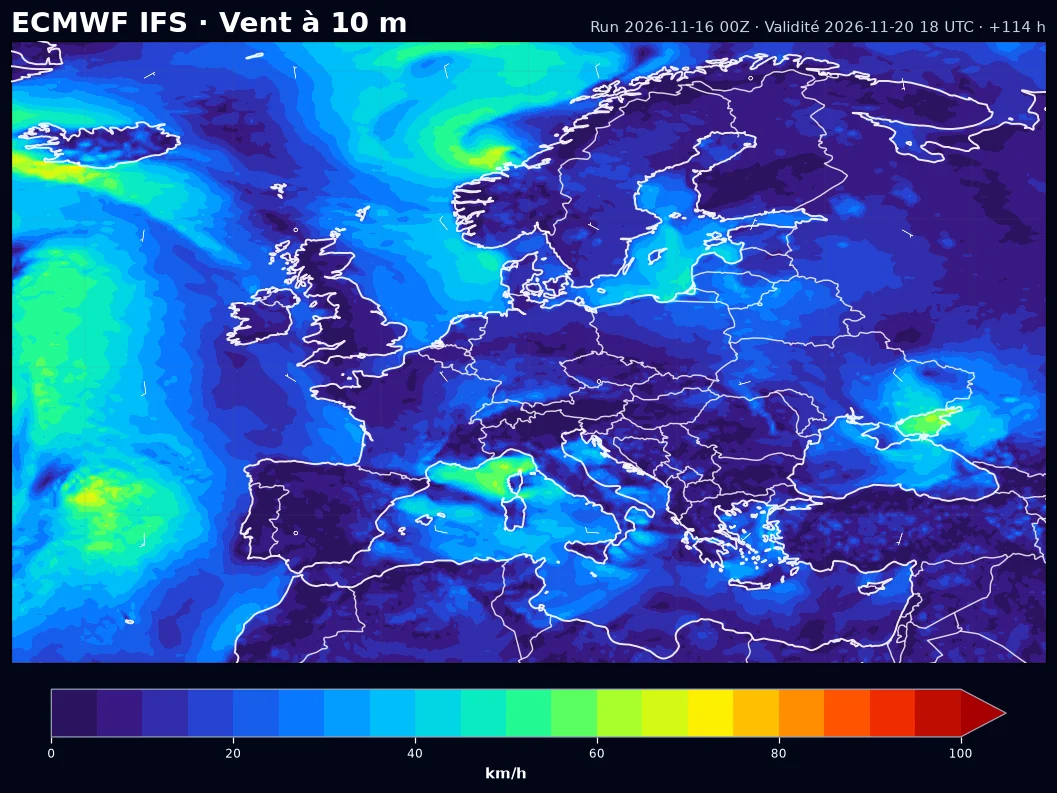 ECMWF IFS · Vent à 10 m
Run 2026-11-16 00Z · Validité 2026-11-20 18 UTC · +114 h
0 20 40 60 80 100
km/h